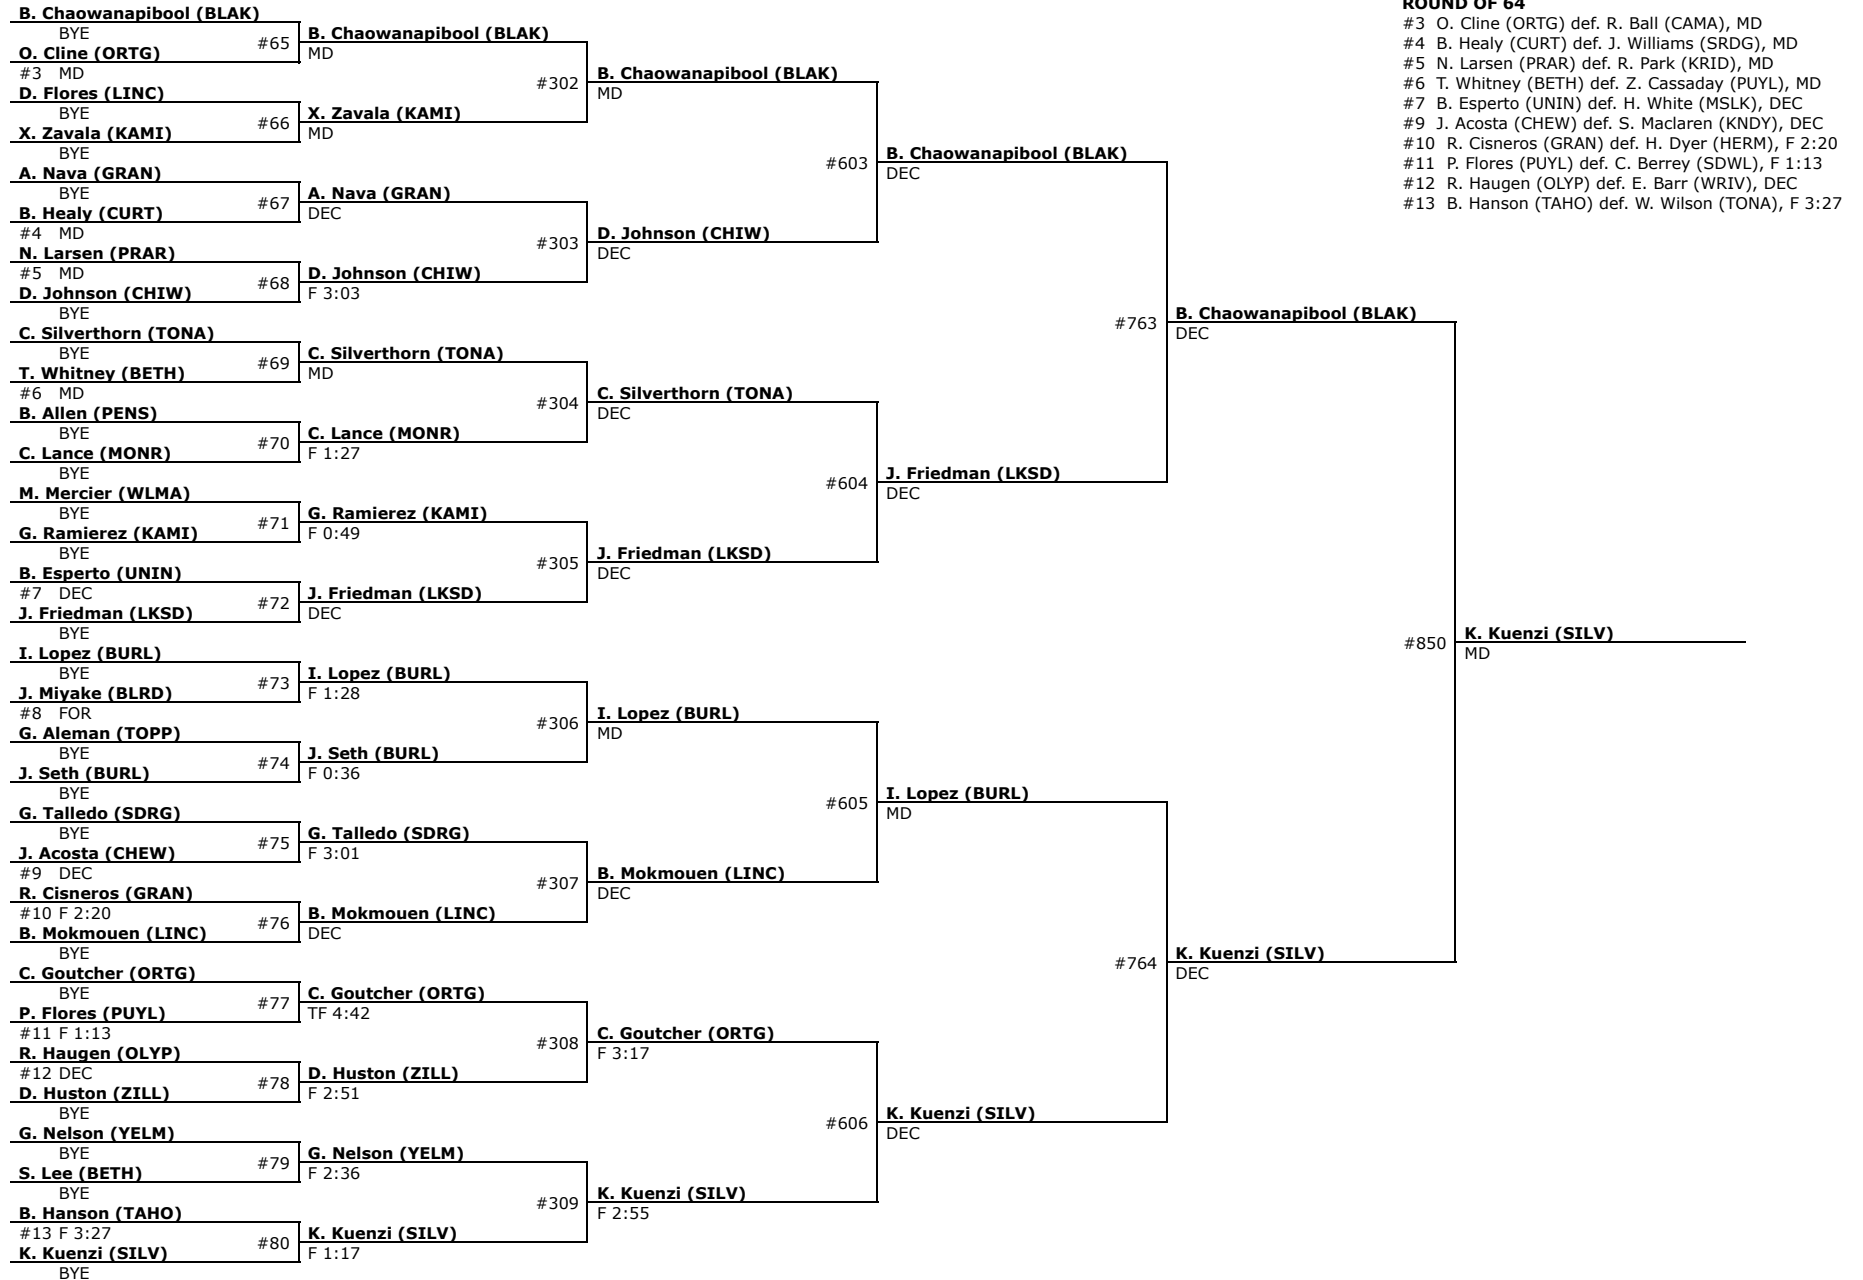 B. Chaowanapibool (BLAK)
BYE
#65
O. Cline (ORTG)
#3 MD
D. Flores (LINC)
BYE
#66
X. Zavala (KAMI)
BYE
A. Nava (GRAN)
BYE
#67
B. Healy (CURT)
#4 MD
N. Larsen (PRAR)
#5 MD
#68
D. Johnson (CHIW)
BYE
C. Silverthorn (TONA)
BYE
#69
T. Whitney (BETH)
#6 MD
B. Allen (PENS)
BYE
#70
C. Lance (MONR)
BYE
M. Mercier (WLMA)
BYE
#71
G. Ramierez (KAMI)
BYE
B. Esperto (UNIN)
#7 DEC
#72
J. Friedman (LKSD)
BYE
I. Lopez (BURL)
BYE
#73
J. Miyake (BLRD)
#8 FOR
G. Aleman (TOPP)
BYE
#74
J. Seth (BURL)
BYE
G. Talledo (SDRG)
BYE
#75
J. Acosta (CHEW)
#9 DEC
R. Cisneros (GRAN)
#10 F 2:20
#76
B. Mokmouen (LINC)
BYE
C. Goutcher (ORTG)
BYE
#77
P. Flores (PUYL)
#11 F 1:13
R. Haugen (OLYP)
#12 DEC
#78
D. Huston (ZILL)
BYE
G. Nelson (YELM)
BYE
#79
S. Lee (BETH)
BYE
B. Hanson (TAHO)
#13 F 3:27
#80
K. Kuenzi (SILV)
BYE
B. Chaowanapibool (BLAK)
MD
#302
X. Zavala (KAMI)
MD
A. Nava (GRAN)
DEC
#303
D. Johnson (CHIW)
F 3:03
C. Silverthorn (TONA)
MD
#304
C. Lance (MONR)
F 1:27
G. Ramierez (KAMI)
F 0:49
#305
J. Friedman (LKSD)
DEC
I. Lopez (BURL)
F 1:28
#306
J. Seth (BURL)
F 0:36
G. Talledo (SDRG)
F 3:01
#307
B. Mokmouen (LINC)
DEC
C. Goutcher (ORTG)
TF 4:42
#308
D. Huston (ZILL)
F 2:51
G. Nelson (YELM)
F 2:36
#309
K. Kuenzi (SILV)
F 1:17
B. Chaowanapibool (BLAK)
MD
#603
D. Johnson (CHIW)
DEC
C. Silverthorn (TONA)
DEC
#604
J. Friedman (LKSD)
DEC
I. Lopez (BURL)
MD
#605
B. Mokmouen (LINC)
DEC
C. Goutcher (ORTG)
F 3:17
#606
K. Kuenzi (SILV)
F 2:55
B. Chaowanapibool (BLAK)
DEC
#763
J. Friedman (LKSD)
DEC
I. Lopez (BURL)
MD
#764
K. Kuenzi (SILV)
DEC
B. Chaowanapibool (BLAK)
DEC
#850
K. Kuenzi (SILV)
DEC
K. Kuenzi (SILV)
MD
ROUND OF 64
#3 O. Cline (ORTG) def. R. Ball (CAMA), MD
#4 B. Healy (CURT) def. J. Williams (SRDG), MD
#5 N. Larsen (PRAR) def. R. Park (KRID), MD
#6 T. Whitney (BETH) def. Z. Cassaday (PUYL), MD
#7 B. Esperto (UNIN) def. H. White (MSLK), DEC
#9 J. Acosta (CHEW) def. S. Maclaren (KNDY), DEC
#10 R. Cisneros (GRAN) def. H. Dyer (HERM), F 2:20
#11 P. Flores (PUYL) def. C. Berrey (SDWL), F 1:13
#12 R. Haugen (OLYP) def. E. Barr (WRIV), DEC
#13 B. Hanson (TAHO) def. W. Wilson (TONA), F 3:27